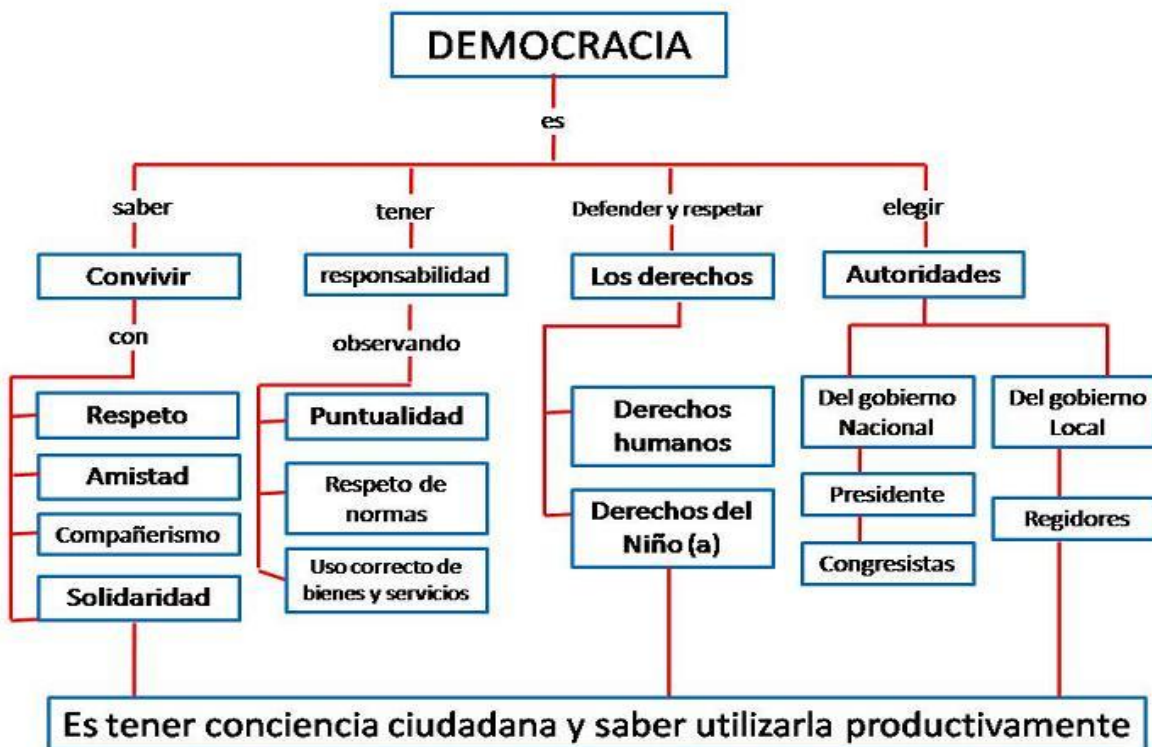 DEMOCRACIA
es
saber
Convivir
con
Respeto
Amistad
Compañerismo
Solidaridad
tener
responsabilidad
observando
Puntualidad
Respeto de
normas
Uso correcto de
bienes y servicios
Defender y respetar
Los derechos
Derechos
humanos
Derechos del
Niño (a)
elegir
Autoridades
Del gobierno
Nacional
Presidente
Congresistas
Del gobierno
Local
Regidores
Es tener conciencia ciudadana y saber utilizarla productivamente